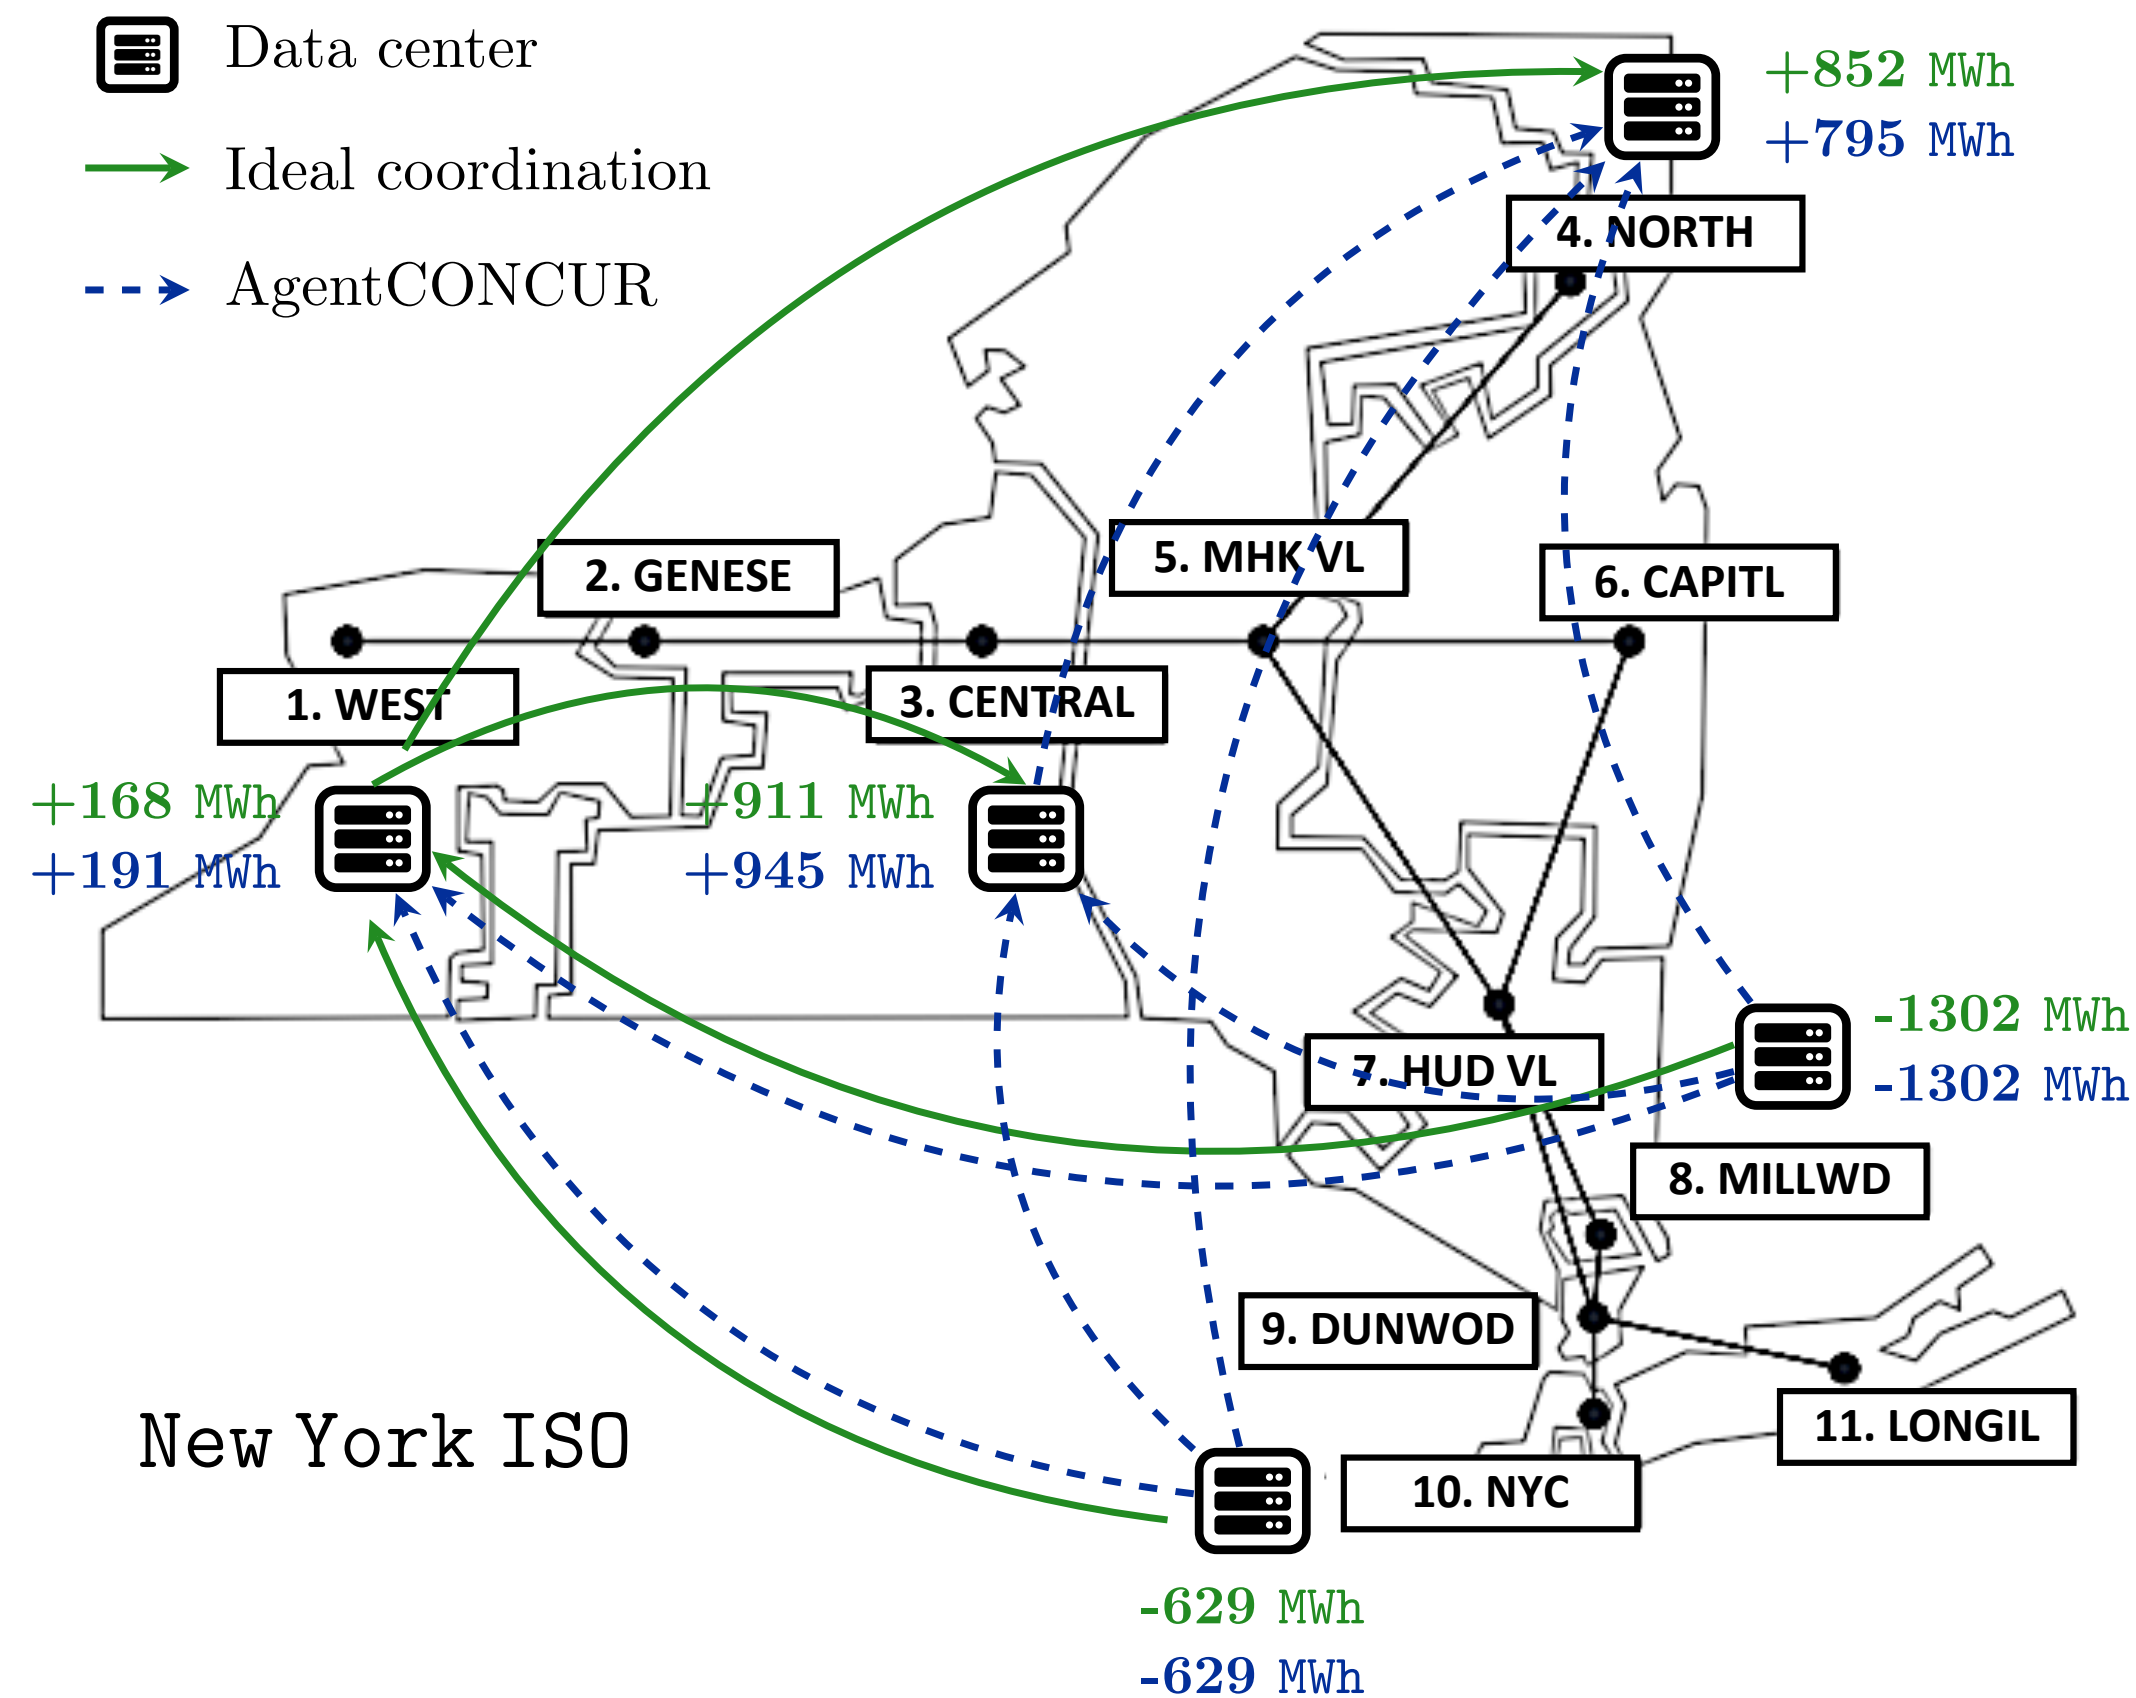 Data center
Ideal coordination
AgentCONCUR
+852 MWh
+795 MWh
4. NORTH
5. MHK VL
2. GENESE
6. CAPITL
1. WEST
3. CENTRAL
+168 MWh
+191 MWh
+911 MWh
+945 MWh
-1302 MWh
-1302 MWh
7. HUD VL
8. MILLWD
9. DUNWOD
11. LONGIL
New York ISO
10. NYC
-629 MWh
-629 MWh